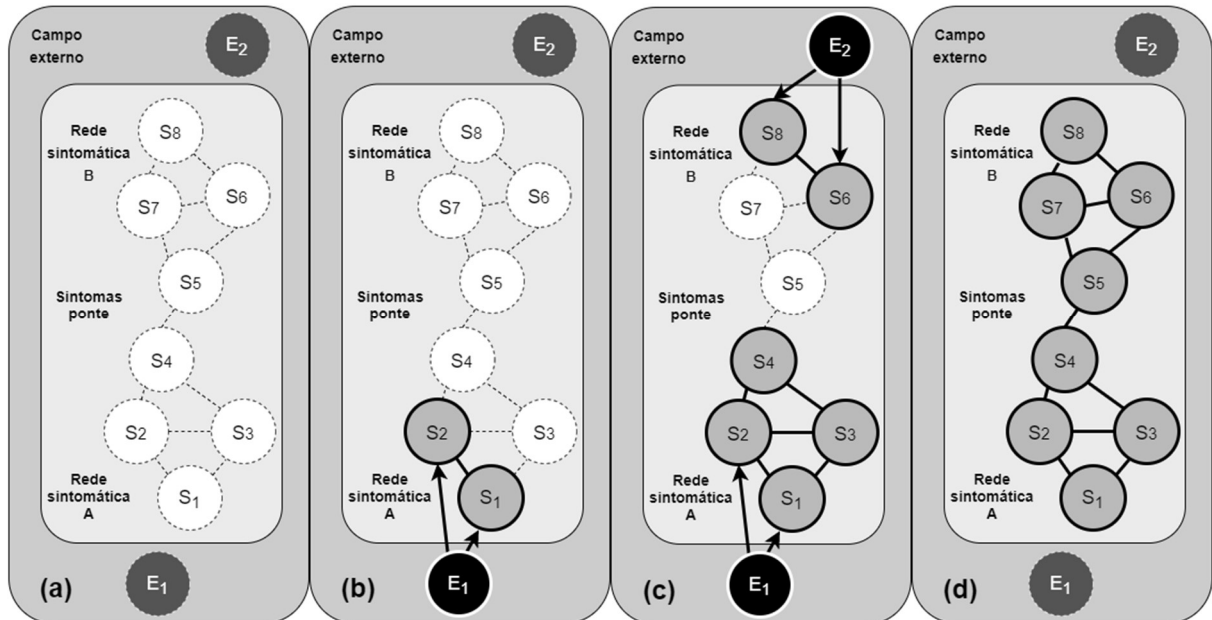 Campo
externo
E2
Rede
sintomática
B
S8
S7
S6
S5
Sintomas
ponte
S4
S2
S3
Rede
sintomática
A
S1
(a)
E1
Campo
externo
E2
Rede
sintomática
B
S8
S7
S6
S5
Sintomas
ponte
S4
S2
S3
Rede
sintomática
A
S1
(b)
E1
Campo
externo
E2
Rede
sintomática
B
S8
S7
S6
S5
Sintomas
ponte
S4
S2
S3
Rede
sintomática
A
S1
(c)
E1
Campo
externo
E2
Rede
sintomática
B
S8
S7
S6
S5
Sintomas
ponte
S4
S2
S3
Rede
sintomática
A
S1
(d)
E1